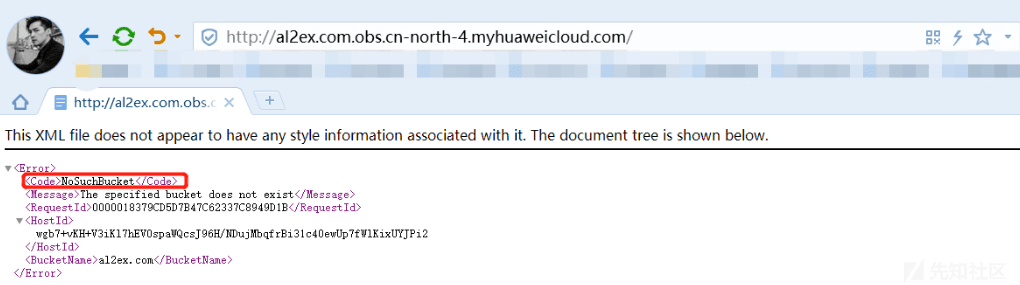 http://al2ex.com.obs.cn-north-4.myhuaweicloud.com/
http://al2ex.com.obs.c
This XML file does not appear to have any style information associated with it. The document tree is shown below.
<Error>
<Code>NoSuchBucket</Code>
<Message>The specified bucket does not exist</Message>
<RequestId>0000018379CD5D7B47C62337C8949D1B</RequestId>
<HostId>
wgb7+vKH+V3iKl7hEVOspaWQcsJ96H/NDujMbqfrBi31c40ewUp7fWlKixUYJPi2
</HostId>
<BucketName>al2ex.com</BucketName>
</Error>
先知社区